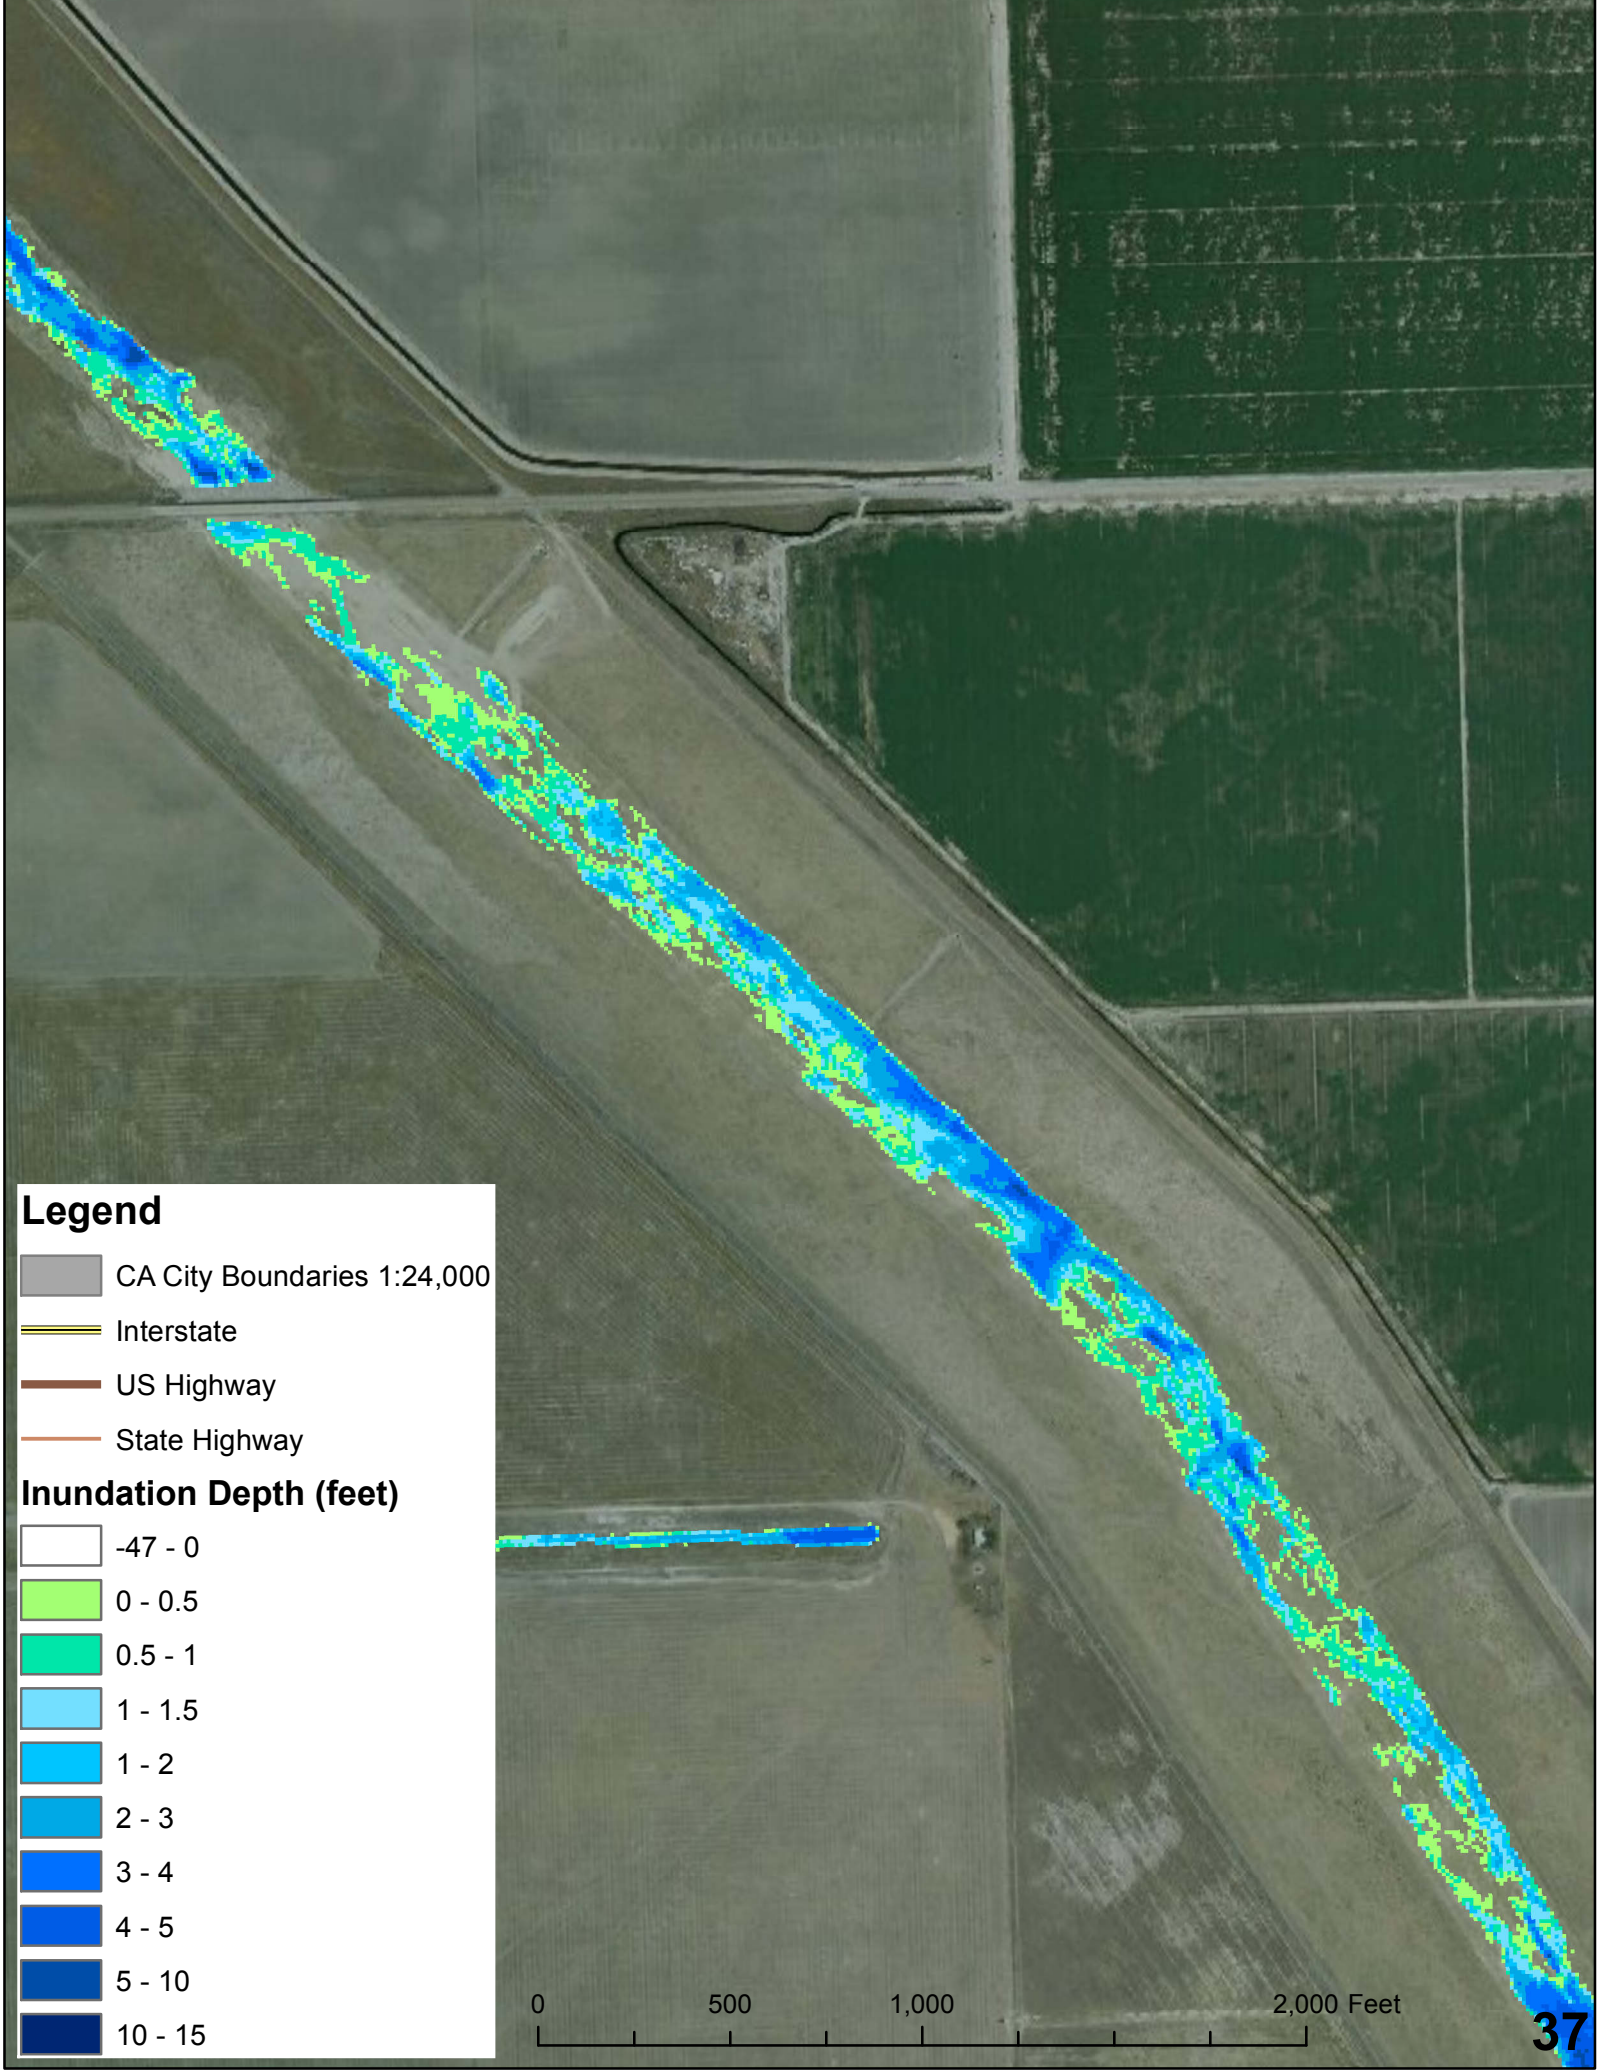 Legend
CA City Boundaries 1:24,000
Interstate
US Highway
State Highway
Inundation Depth (feet)
-47 - 0
0 - 0.5
0.5 - 1
1 - 1.5
1 - 2
2 - 3
3 - 4
4 - 5
5 - 10
10 - 15
0 500 1,000 2,000 Feet
37